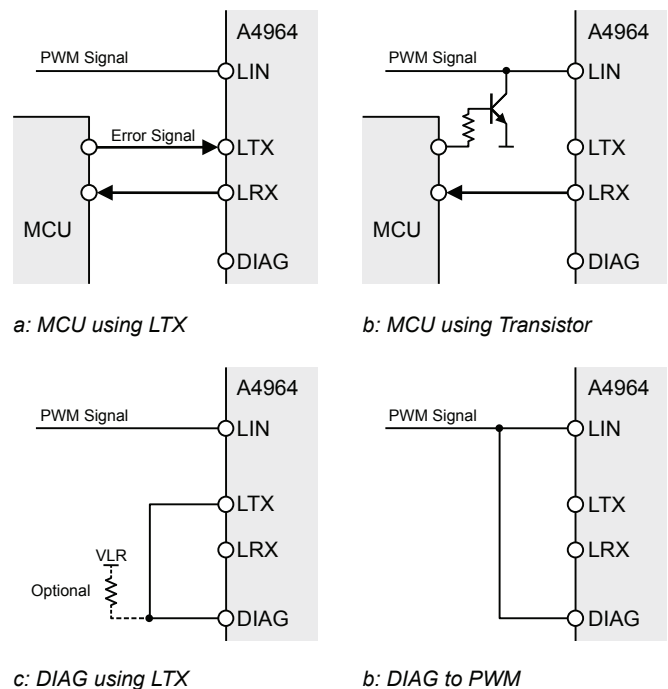 A4964
PWM Signal
LIN
Error Signal
LTX
LRX
MCU
DIAG
a: MCU using LTX
A4964
PWM Signal
LIN
LTX
LRX
MCU
DIAG
b: MCU using Transistor
A4964
PWM Signal
LIN
LTX
VLR
LRX
Optional
DIAG
c: DIAG using LTX
A4964
PWM Signal
LIN
LTX
LRX
DIAG
b: DIAG to PWM